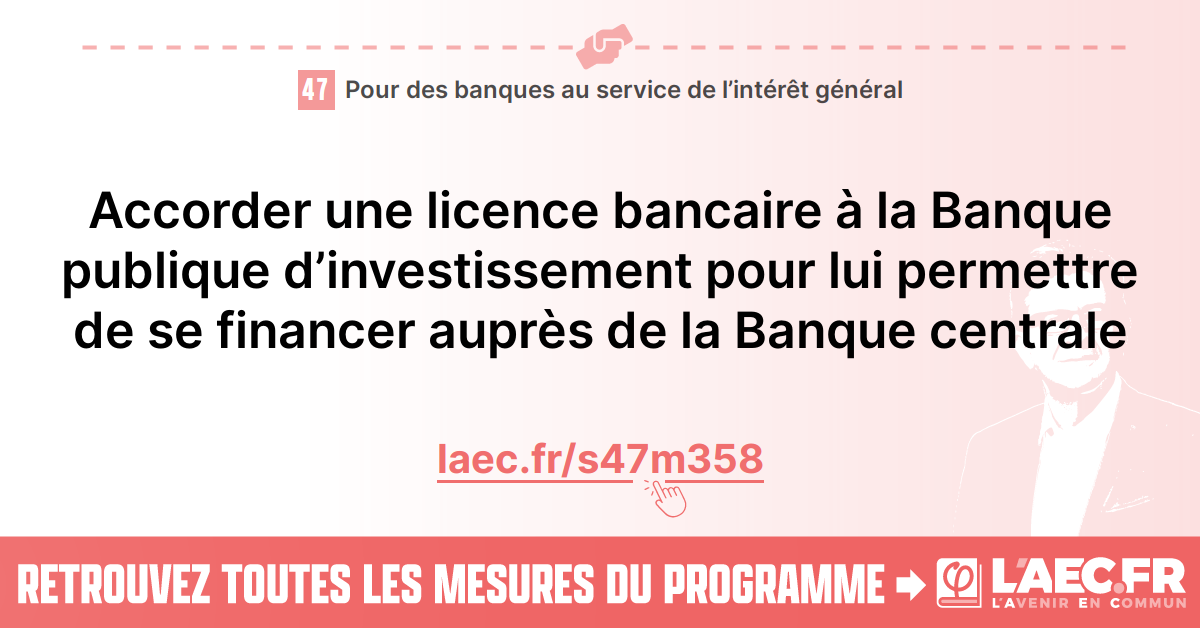 47 Pour des banques au service de l’intérêt général
Accorder une licence bancaire à la Banque
publique d’investissement pour lui permettre
de se financer auprès de la Banque centrale
laec.fr/s47m358
RETROUVEZ TOUTES LES MESURES DU PROGRAMME
L'AEC.FR
L'AVENIR EN COMMUN